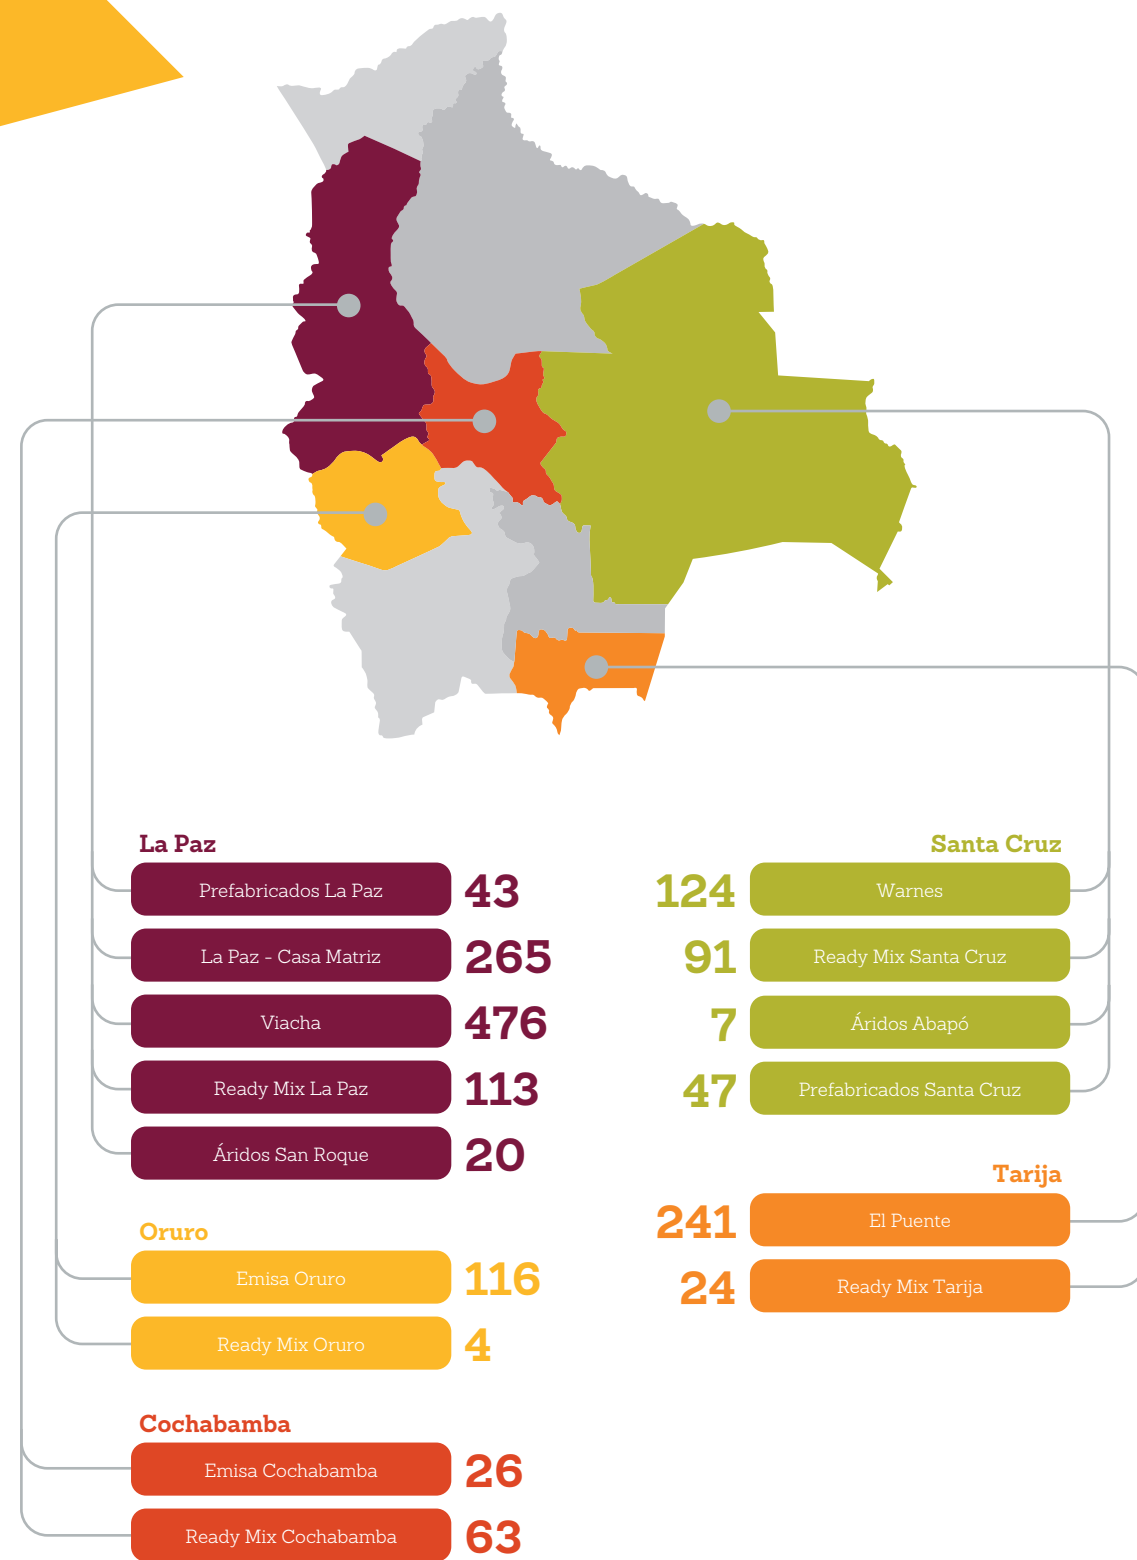 La Paz
Prefabricados La Paz 43
La Paz - Casa Matriz 265
Viacha 476
Ready Mix La Paz 113
Áridos San Roque 20
Oruro
Emisa Oruro 116
Ready Mix Oruro 4
Cochabamba
Emisa Cochabamba 26
Ready Mix Cochabamba 63
Santa Cruz
124 Warnes
91 Ready Mix Santa Cruz
7 Áridos Abapó
47 Prefabricados Santa Cruz
Tarija
241 El Puente
24 Ready Mix Tarija